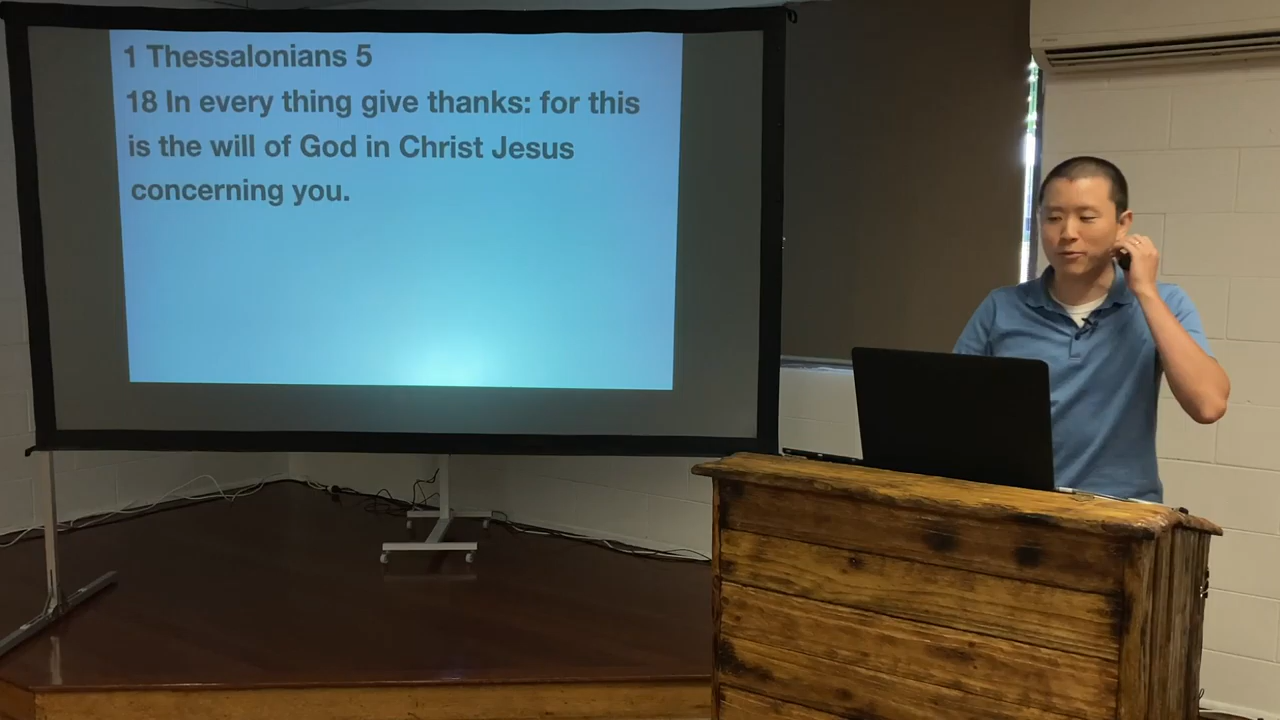 1 Thessalonians 5
18 In every thing give thanks: for this
is the will of God in Christ Jesus
concerning you.